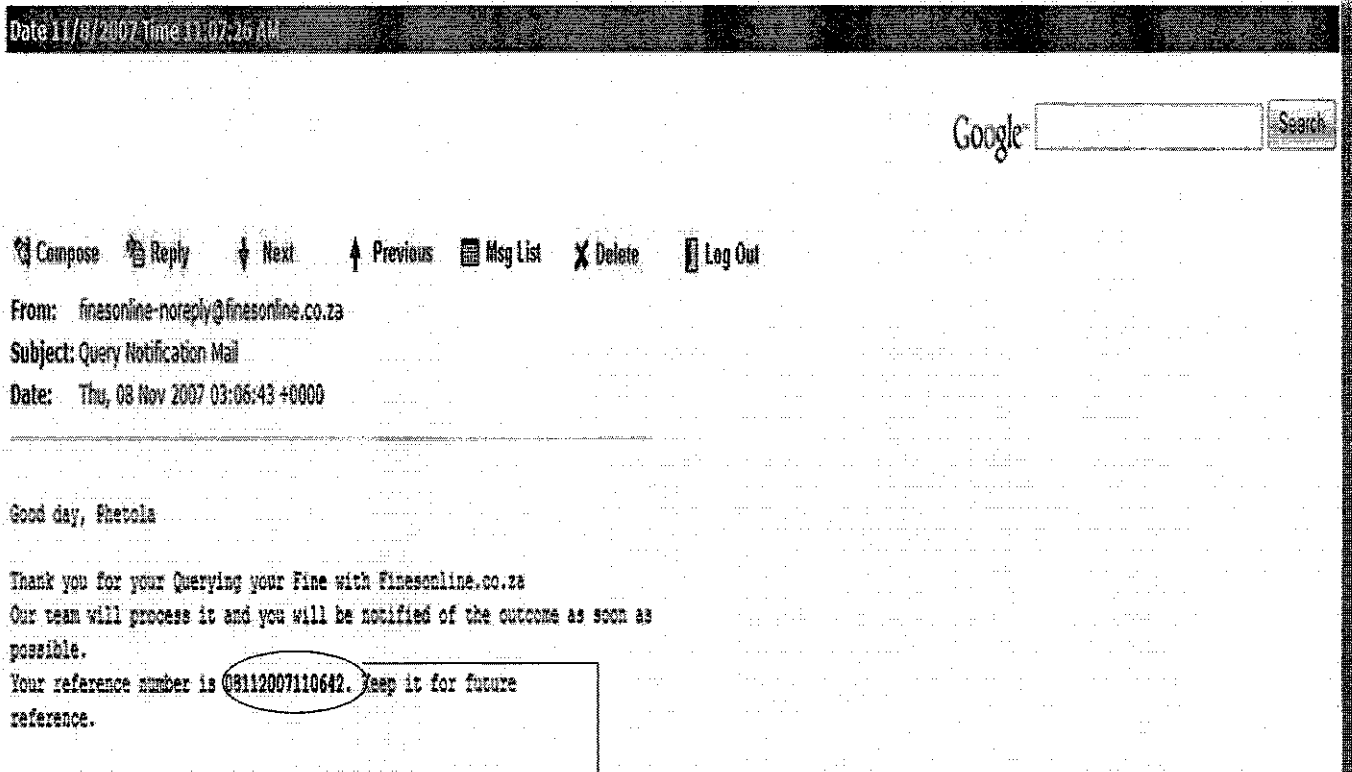 Date 11/8/2007 Time 11:07:26 AM
Google™ Search
Compose Reply Next Previous Msg List Delete Log Out
From: finesonline-noreply@finesonline.co.za
Subject: Query Notification Mail
Date: Thu, 08 Nov 2007 03:06:43 +0000
Good day, Phetola
Thank you for your Querying your Fine with Finesonline.co.za
Our team will process it and you will be notified of the outcome as soon as
possible.
Your reference number is 08112007110642. Keep it for future
reference.